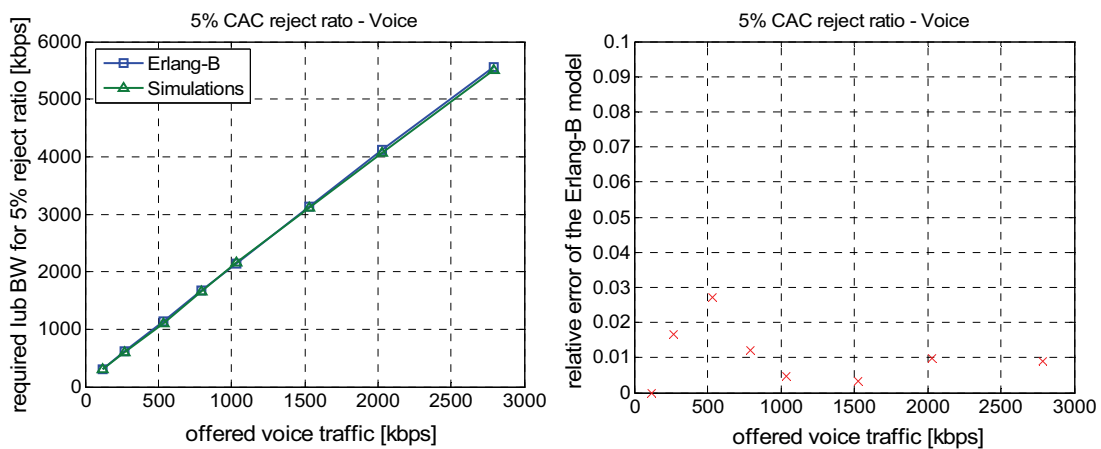 5% CAC reject rato - Voice
required Iub BW for 5% reject ratio [kbps]
6000
5000
4000
3000
2000
1000
0
Erlang-B
Simulations
0 500 1000 1500 2000 2500 3000
offered voice traffic [kbps]
5% CAC reject ratio - Voice
relative error of the Erlang-B model
0.1
0.09
0.08
0.07
0.06
0.05
0.04
0.03
0.02
0.01
0
0 500 1000 1500 2000 2500 3000
offered voice traffic [kbps]